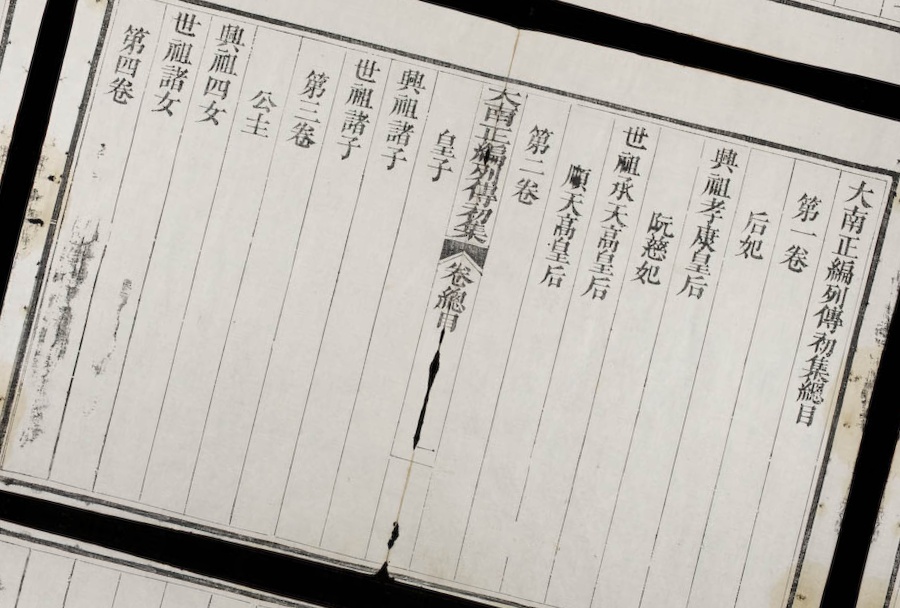 大南正編列傳初集總目
第一卷
后妃
興祖孝康皇后
阮慈妃
世祖承天高皇后
順天高皇后
第二卷
大南正編列傳初集
卷總目
一
皇子
興祖諸子
世祖諸子
第三卷
公主
興祖四女
世祖諸女
第四卷